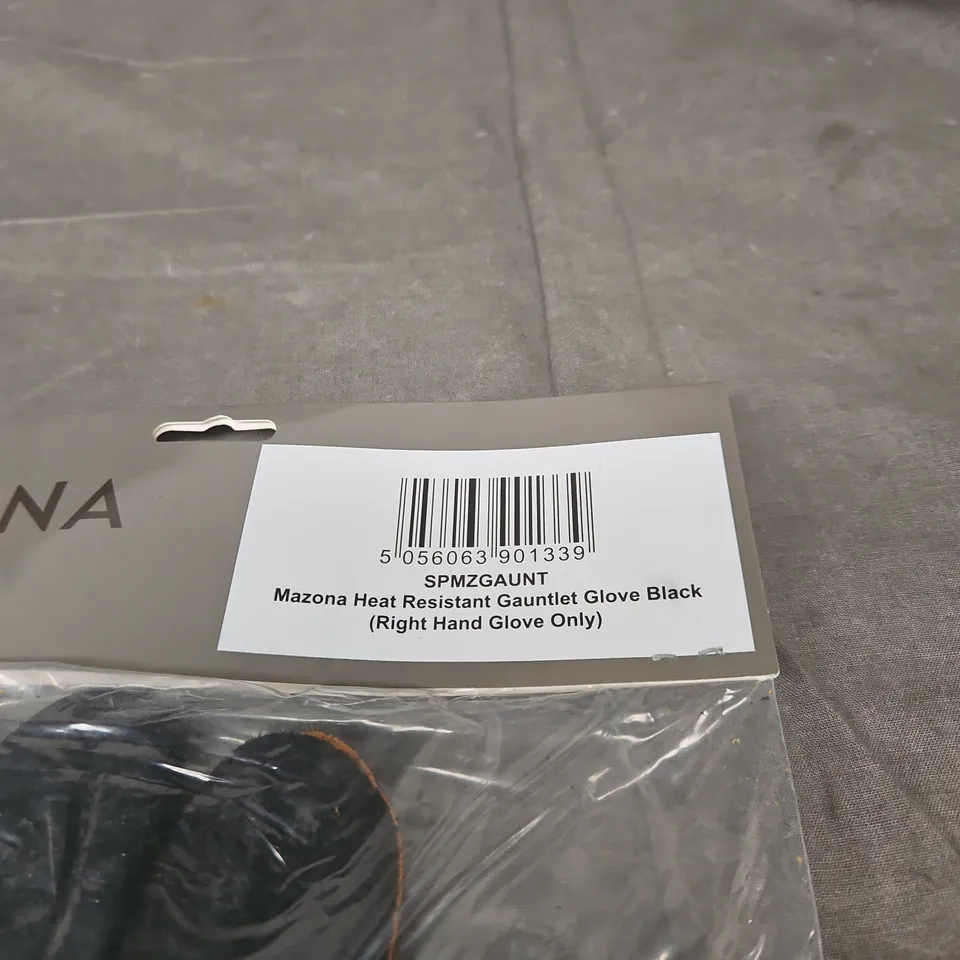 NA
5 056063 901339
SPMZGAUNT
Mazona Heat Resistant Gauntlet Glove Black
(Right Hand Glove Only)